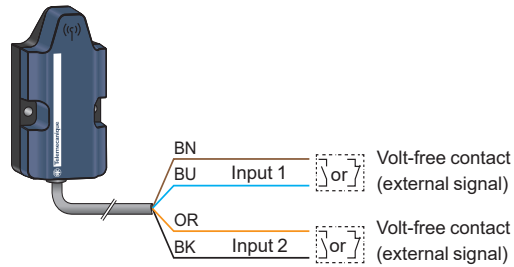 Telemecanique
BN
BU Input 1
or
Volt-free contact
(external signal)
OR
BK Input 2
or
Volt-free contact
(external signal)